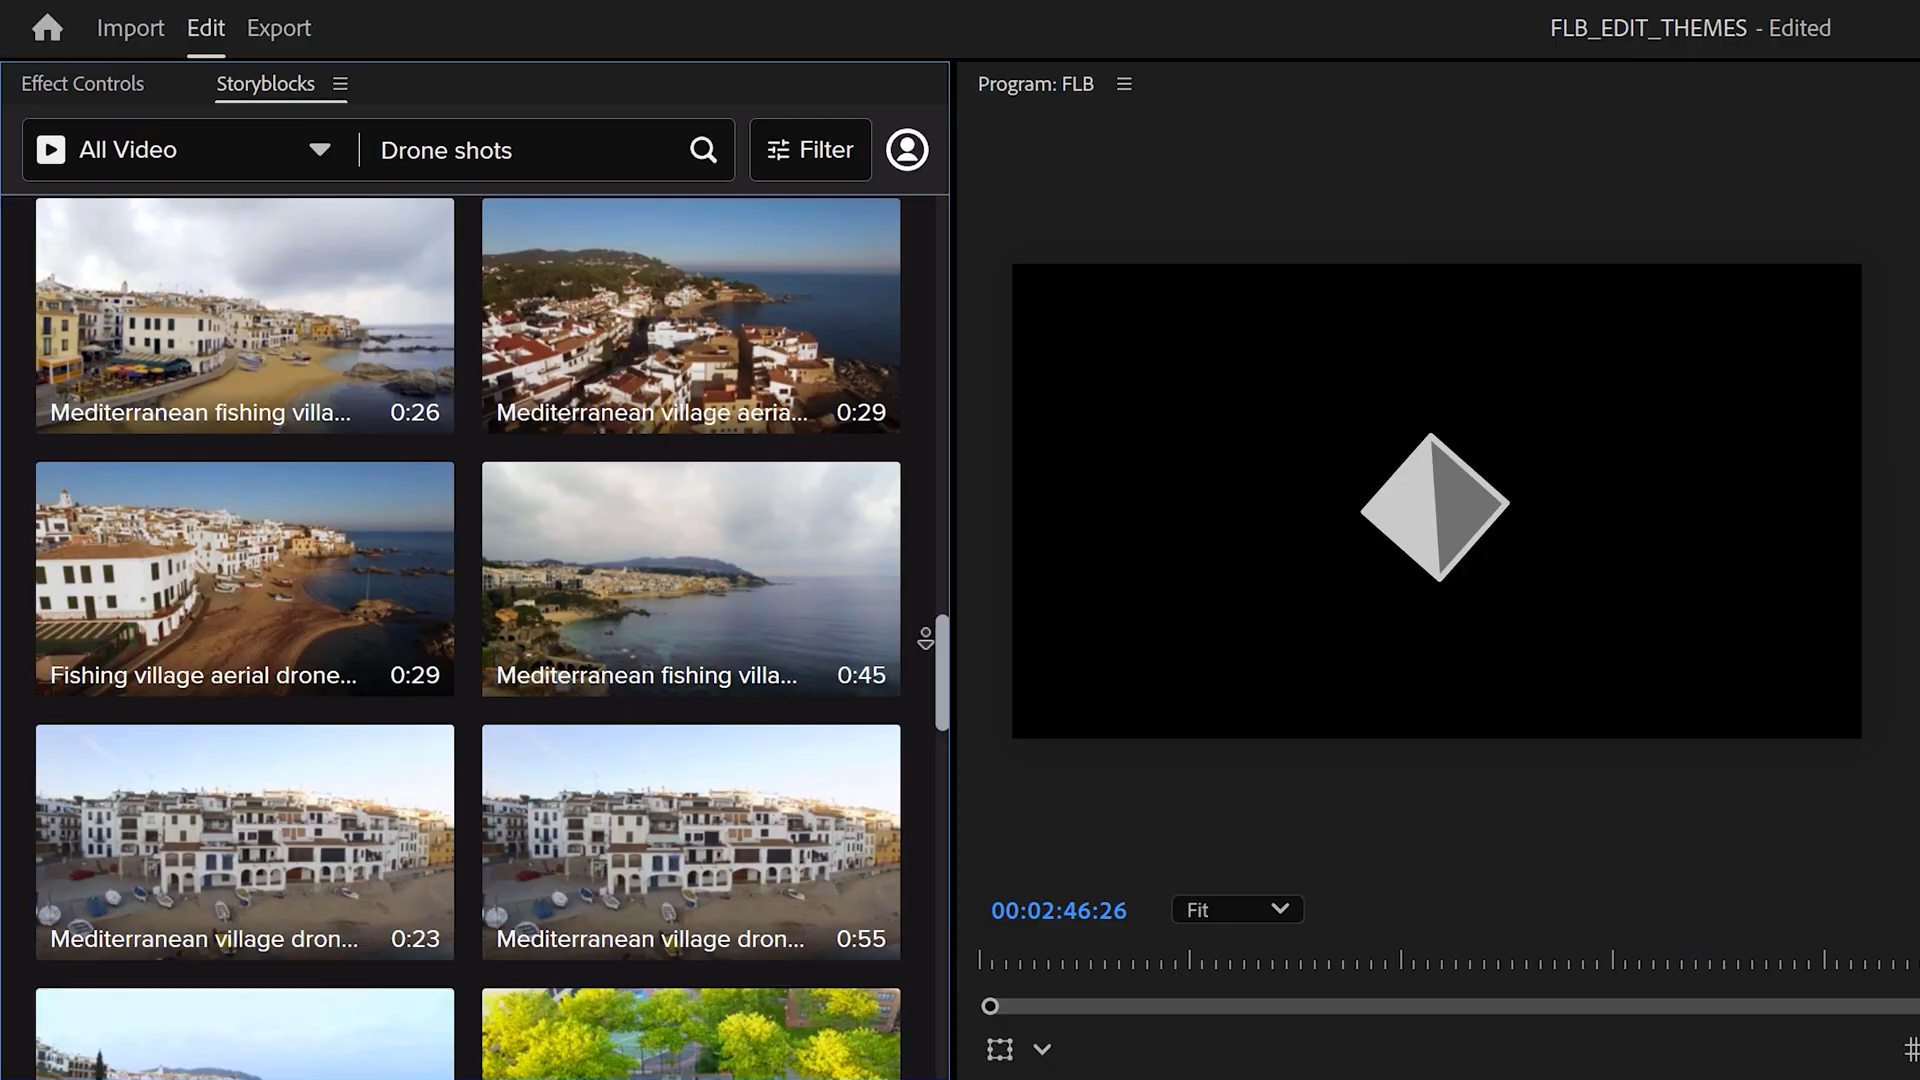 Import Edit Export
FLB_EDIT_THEMES - Edited
Effect Controls Storyblocks
Program: FLB
All Video Drone shots Filter
Mediterranean fishing villa... 0:26
Mediterranean village aeria... 0:29
Fishing village aerial drone... 0:29
Mediterranean fishing villa... 0:45
Mediterranean village dron... 0:23
Mediterranean village dron... 0:55
00:02:46:26 Fit